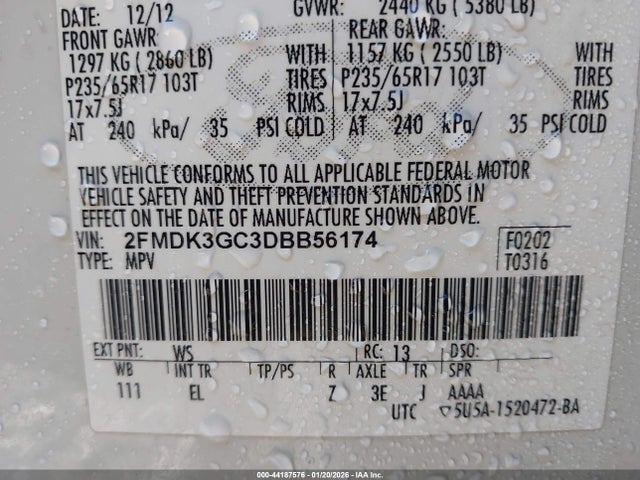 12/12 GVWR: 2440 KG ( 5380 LB)
FRONT GAWR: REAR GAWR:
1297 KG ( 2860 LB) WITH 1157 KG ( 2550 LB) WITH
P235/65R17 103T TIRES P235/65R17 103T TIRES
17x7.5J RIMS 17x7.5J RIMS
AT 240 kPa/ 35 PSI COLD AT 240 kPa/ 35 PSI COLD
THIS VEHICLE CONFORMS TO ALL APPLICABLE FEDERAL MOTOR
VEHICLE SAFETY AND THEFT PREVENTION STANDARDS IN
EFFECT ON THE DATE OF MANUFACTURE SHOWN ABOVE.
VIN: 2FMDK3GC3DBB56174 F0202
TYPE: MPV T0316
EXT PNT: WS RC: 13 DSO:
WB INT TR TP/PS R AXLE TR SPR
111 EL Z 3E J AAAA
UTC ▽5U5A-1520472-BA
000-44187576 - 01/20/2026 - IAA Inc.